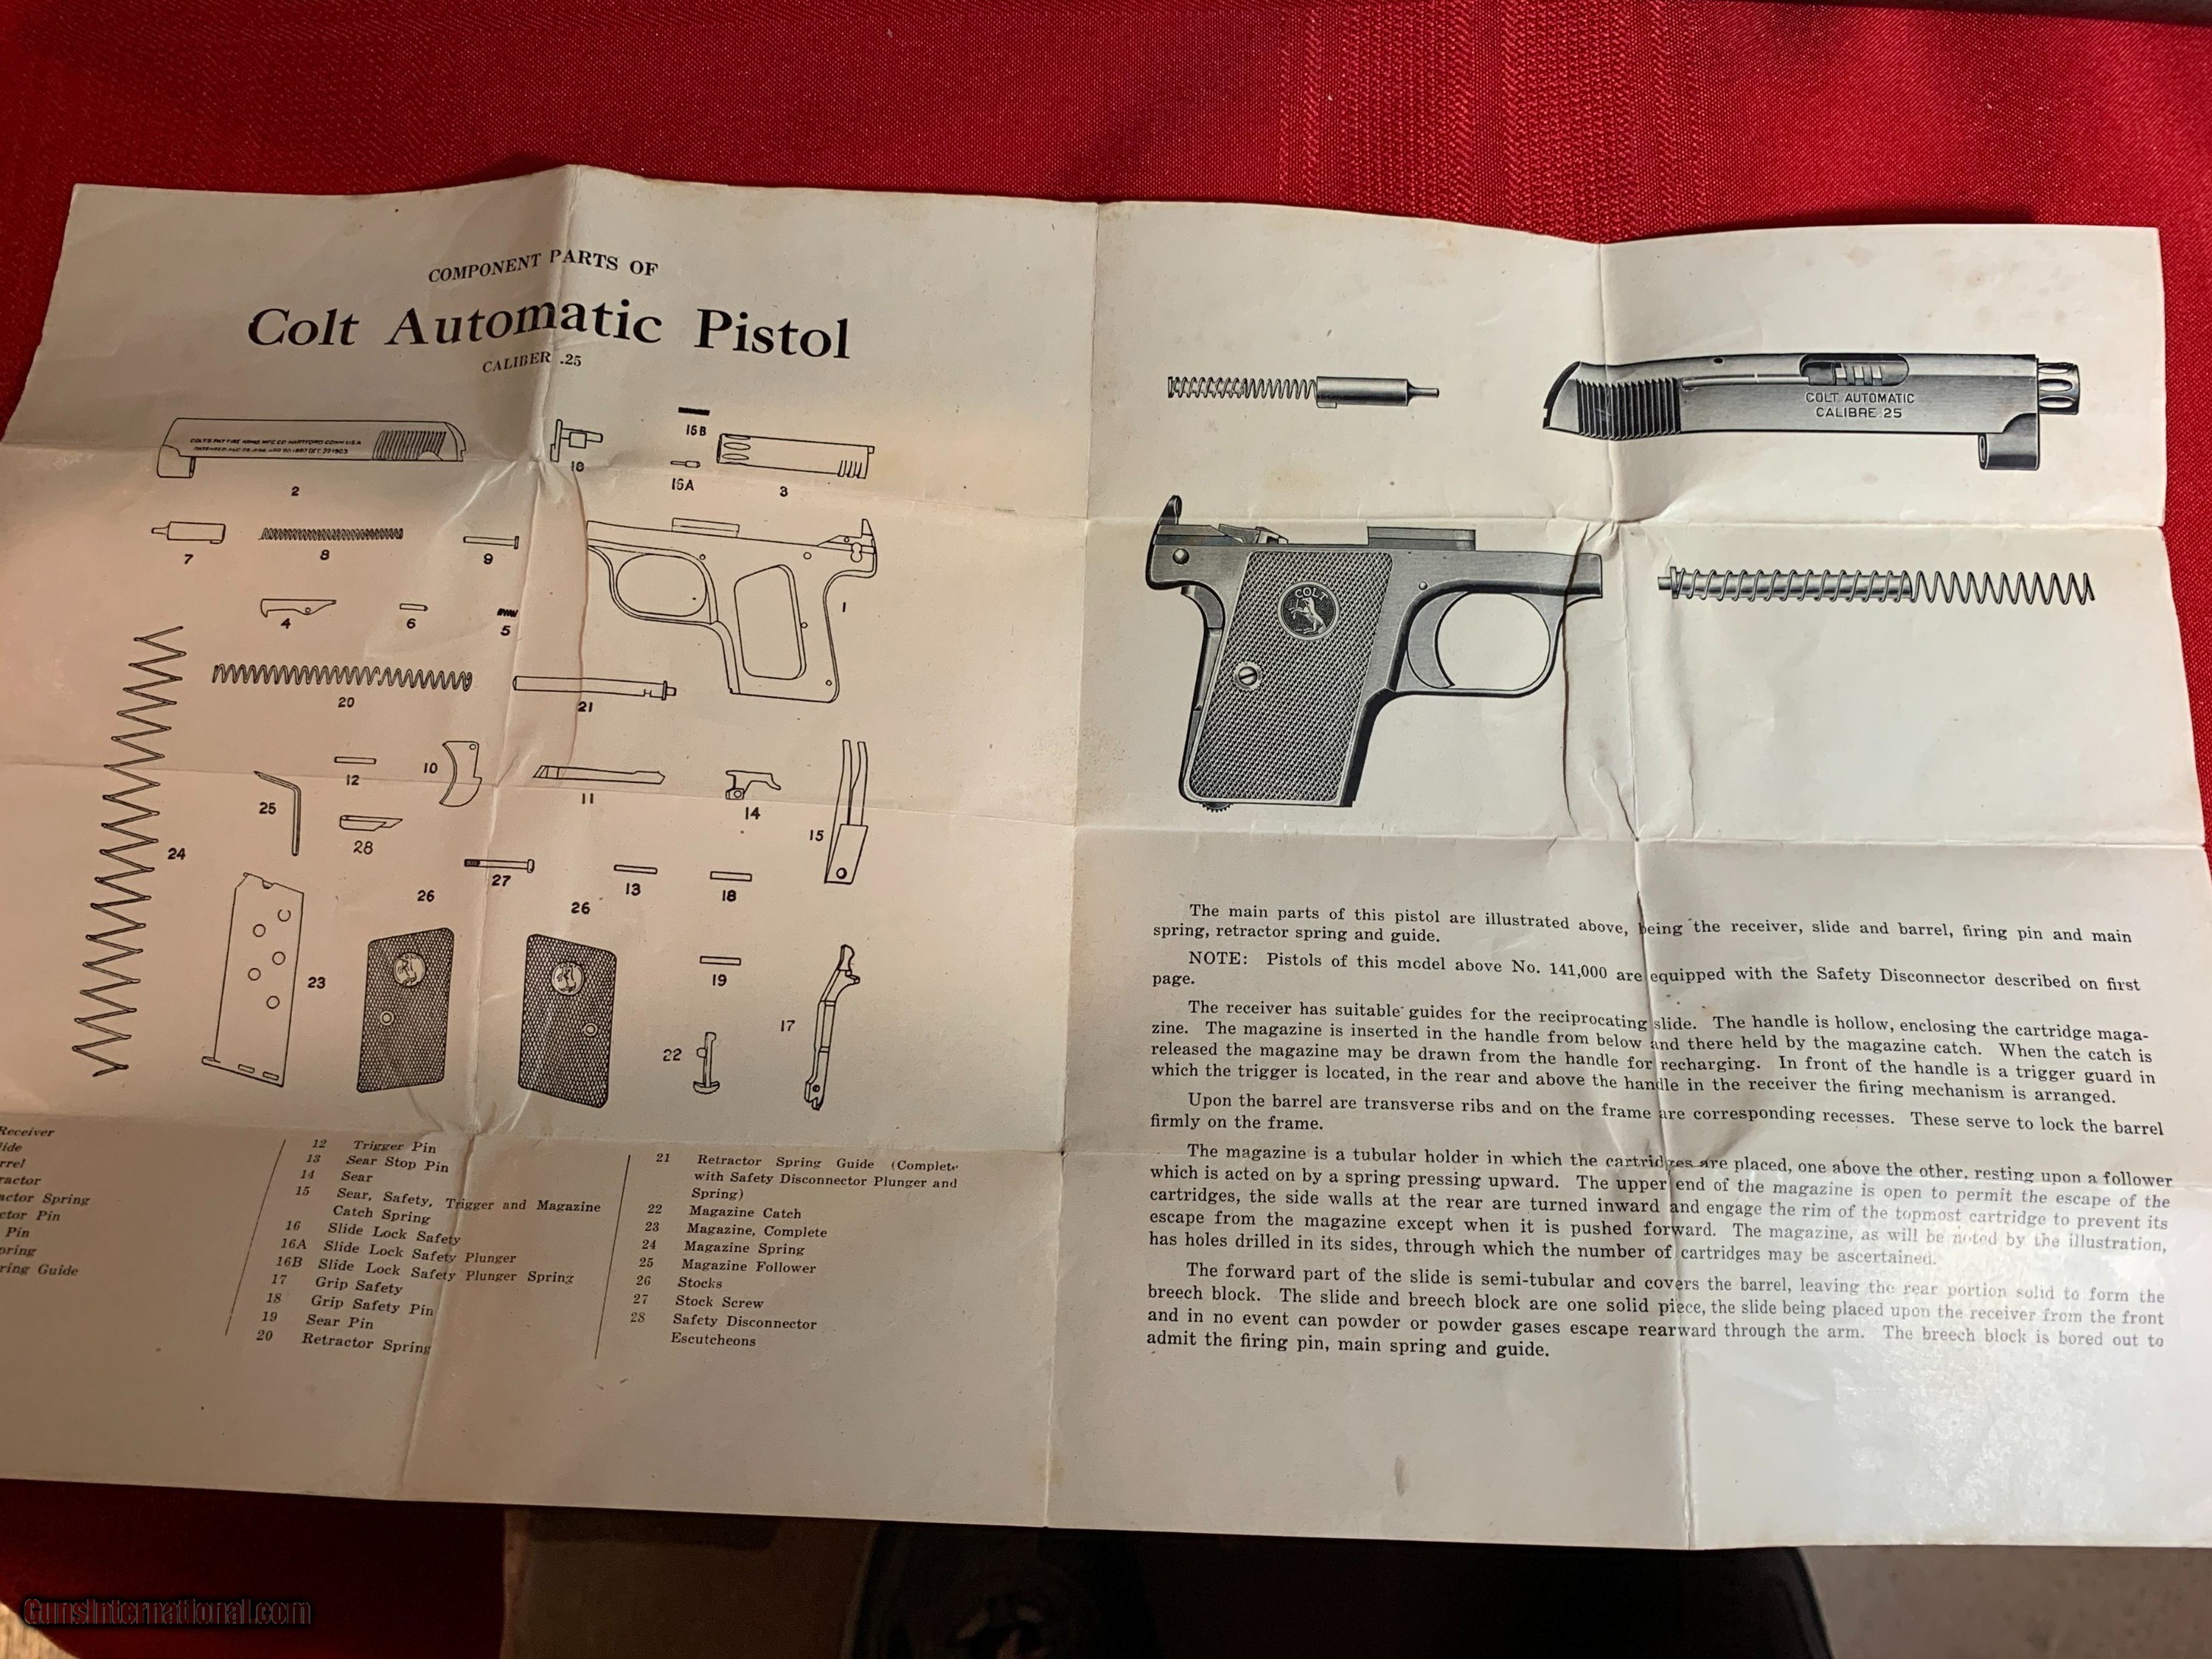 COMPONENT PARTS OF
Colt Automatic Pistol
CALIBER .25
COLT'S PAT. FIRE ARMS MFG. CO. HARTFORD CONN. U.S.A.
2
16
16B
16A
3
7
8
9
1
4
6
5
20
21
12
10
11
14
15
25
28
24
27
13
18
26
26
23
19
17
22
Receiver
12 Trigger Pin
13 Sear Stop Pin
14 Sear
15 Sear, Safety, Trigger and Magazine
Catch Spring
16 Slide Lock Safety
16A Slide Lock Safety Plunger
16B Slide Lock Safety Plunger Spring
17 Grip Safety
18 Grip Safety Pin
19 Sear Pin
20 Retractor Spring
21 Retractor Spring Guide (Complete
with Safety Disconnector Plunger and
Spring)
22 Magazine Catch
23 Magazine, Complete
24 Magazine Spring
25 Magazine Follower
26 Stocks
27 Stock Screw
28 Safety Disconnector
Escutcheons
COLT AUTOMATIC
CALIBRE 25
COLT
The main parts of this pistol are illustrated above, being the receiver, slide and barrel, firing pin and main
spring, retractor spring and guide.
NOTE: Pistols of this model above No. 141,000 are equipped with the Safety Disconnector described on first
page.
The receiver has suitable guides for the reciprocating slide. The handle is hollow, enclosing the cartridge maga-
zine. The magazine is inserted in the handle from below and there held by the magazine catch. When the catch is
released the magazine may be drawn from the handle for recharging. In front of the handle is a trigger guard in
which the trigger is located, in the rear and above the handle in the receiver the firing mechanism is arranged.
Upon the barrel are transverse ribs and on the frame are corresponding recesses. These serve to lock the barrel
firmly on the frame.
The magazine is a tubular holder in which the cartridges are placed, one above the other, resting upon a follower
which is acted on by a spring pressing upward. The upper end of the magazine is open to permit the escape of the
cartridges, the side walls at the rear are turned inward and engage the rim of the topmost cartridge to prevent its
escape from the magazine except when it is pushed forward. The magazine, as will be noted by the illustration,
has holes drilled in its sides, through which the number of cartridges may be ascertained.
The forward part of the slide is semi-tubular and covers the barrel, leaving the rear portion solid to form the
breech block. The slide and breech block are one solid piece, the slide being placed upon the receiver from the front
and in no event can powder or powder gases escape rearward through the arm. The breech block is bored out to
admit the firing pin, main spring and guide.
GunsInternational.com